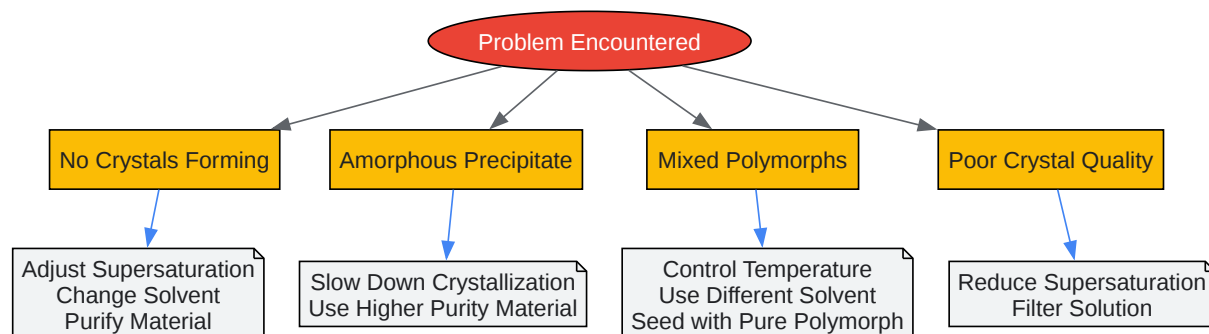 Problem Encountered
No Crystals Forming
Amorphous Precipitate
Mixed Polymorphs
Poor Crystal Quality
Adjust Supersaturation
Change Solvent
Purify Material
Slow Down Crystallization
Use Higher Purity Material
Control Temperature
Use Different Solvent
Seed with Pure Polymorph
Reduce Supersaturation
Filter Solution